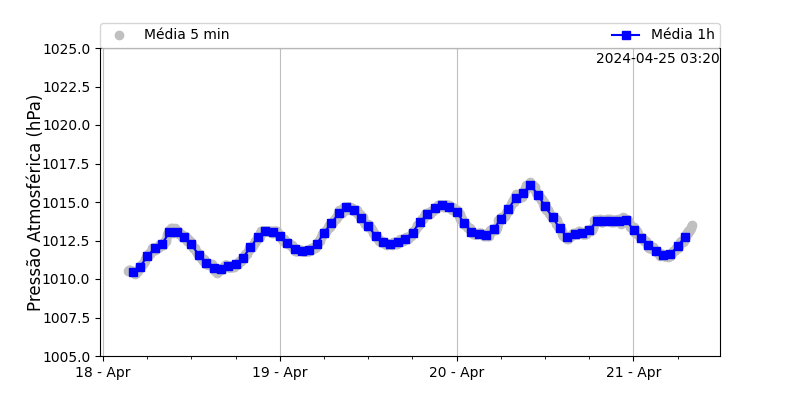 Média 5 min
Média 1h
2024-04-25 03:20
Pressão Atmosférica (hPa)
1025.0
1022.5
1020.0
1017.5
1015.0
1012.5
1010.0
1007.5
1005.0
18 - Apr
19 - Apr
20 - Apr
21 - Apr